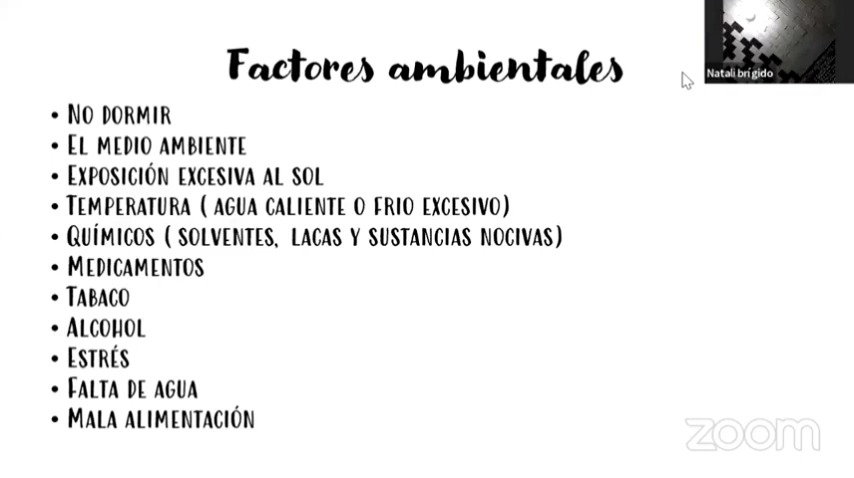 Natali brígido
Factores ambientales
• No dormir
• El medio ambiente
• Exposición excesiva al sol
• Temperatura ( agua caliente o frio excesivo)
• Químicos ( solventes, lacas y sustancias nocivas)
• Medicamentos
• Tabaco
• Alcohol
• Estrés
• Falta de agua
• Mala alimentación
zoom